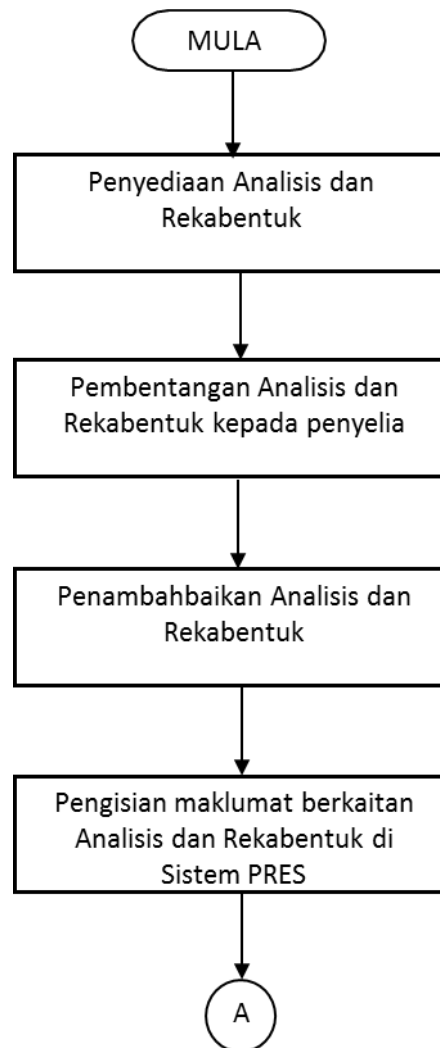 MULA
Penyediaan Analisis dan
Rekabentuk
Pembentangan Analisis dan
Rekabentuk kepada penyelia
Penambahbaikan Analisis dan
Rekabentuk
Pengisian maklumat berkaitan
Analisis dan Rekabentuk di
Sistem PRES
A